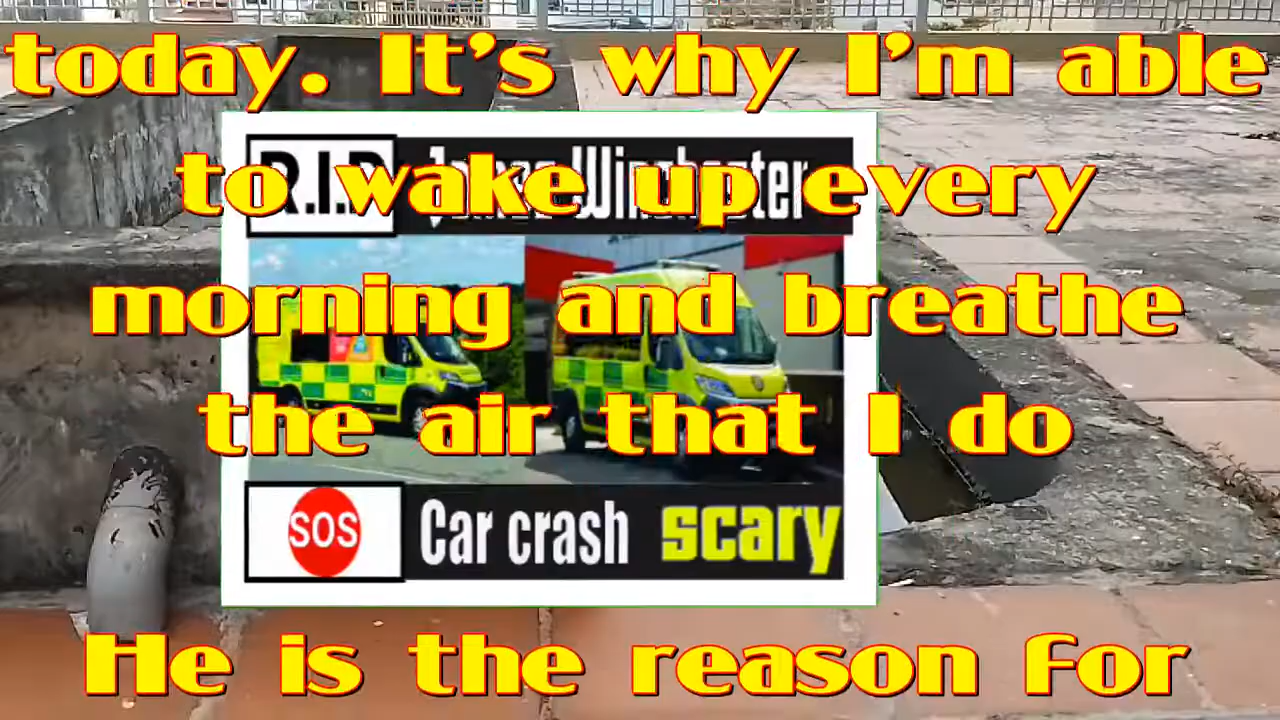 today. It's why I'm able
to wake up every
R.I.P
morning and breathe
the air that I do
SOS Car crash scary
He is the reason for